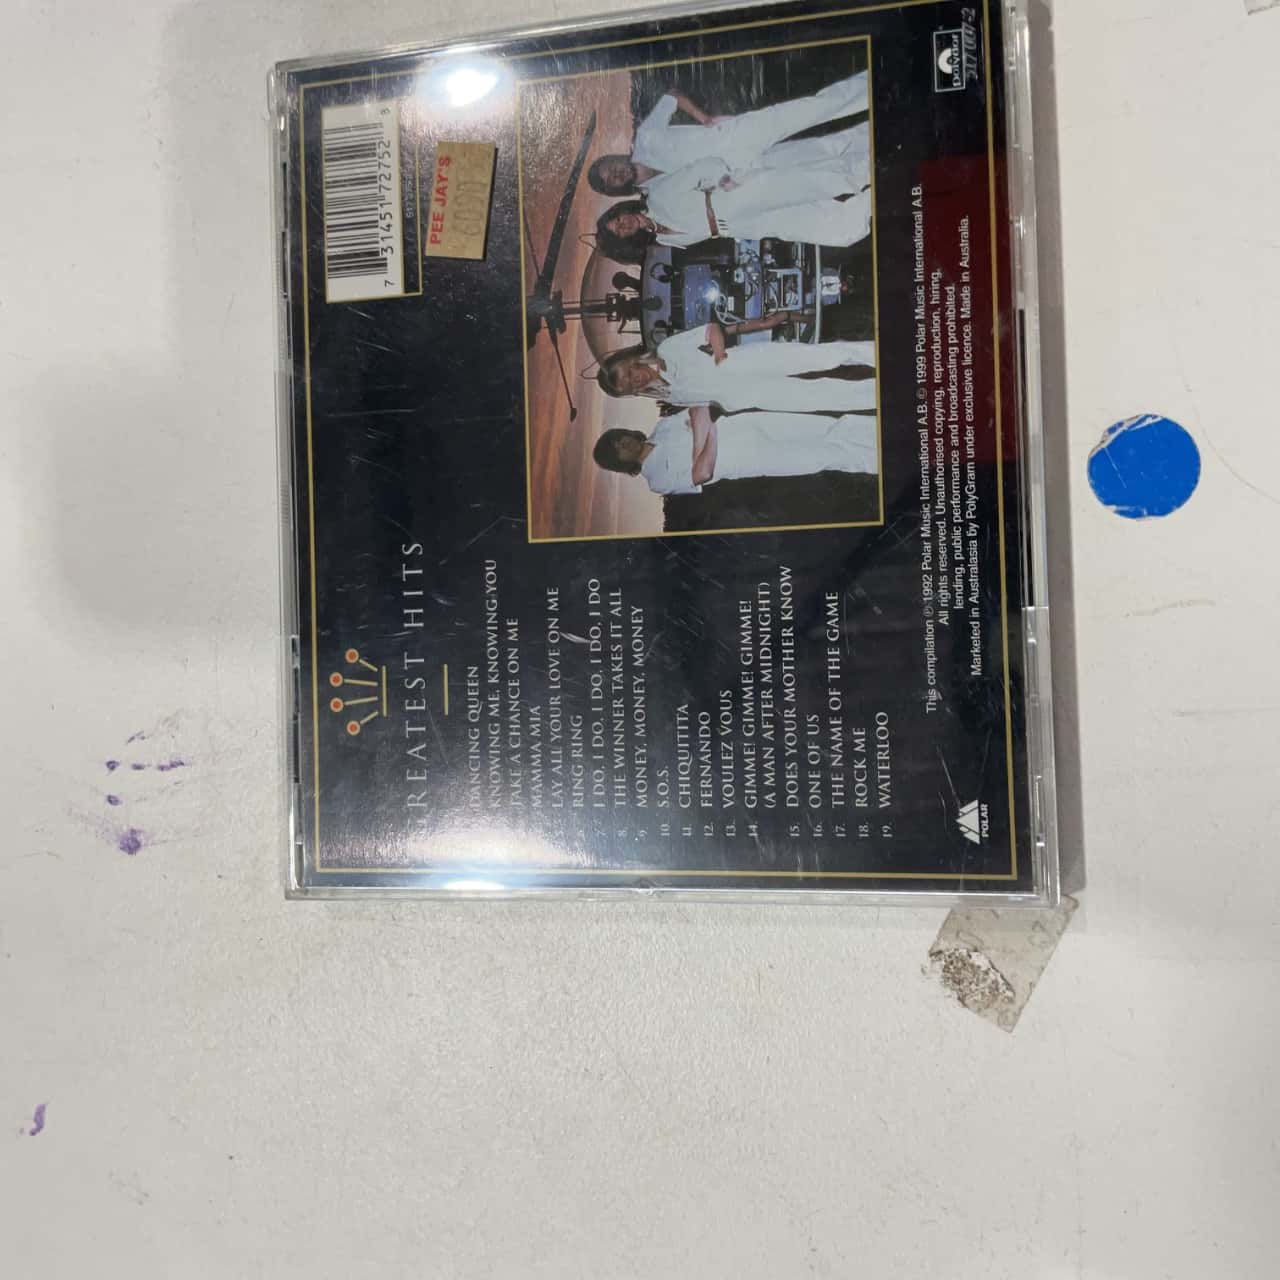 REATEST HITS
DANCING QUEEN
KNOWING ME, KNOWING YOU
TAKE A CHANCE ON ME
MAMMA MIA
LAY ALL YOUR LOVE ON ME
RING RING
7. I DO, I DO, I DO, I DO, I DO
8. THE WINNER TAKES IT ALL
9. MONEY, MONEY, MONEY
10. S.O.S.
11. CHIQUITITA
12. FERNANDO
13. VOULEZ VOUS
14. GIMME! GIMME! GIMME!
(A MAN AFTER MIDNIGHT)
15. DOES YOUR MOTHER KNOW
16. ONE OF US
17. THE NAME OF THE GAME
18. ROCK ME
19. WATERLOO
7 31451 72752 8
PEE JAY'S
This compilation ℗ 1992 Polar Music International A.B. © 1999 Polar Music International A.B.
All rights reserved. Unauthorised copying, reproduction, hiring,
lending, public performance and broadcasting prohibited.
Marketed in Australasia by PolyGram under exclusive licence. Made in Australia.
POLAR
Polydor
517 007-2